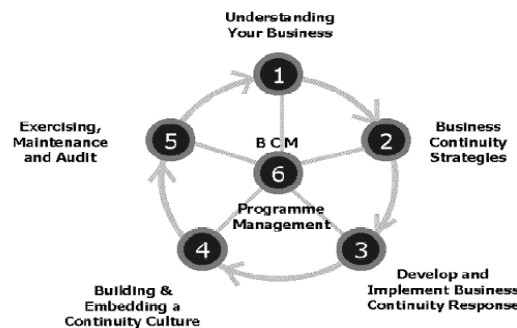 Understanding
Your Business
1
Exercising,
Maintenance
and Audit
5
B C M
2
Business
Continuity
Strategies
6
Programme
Management
4
3
Building &
Embedding a
Continuity Culture
Develop and
Implement Business
Continuity Response